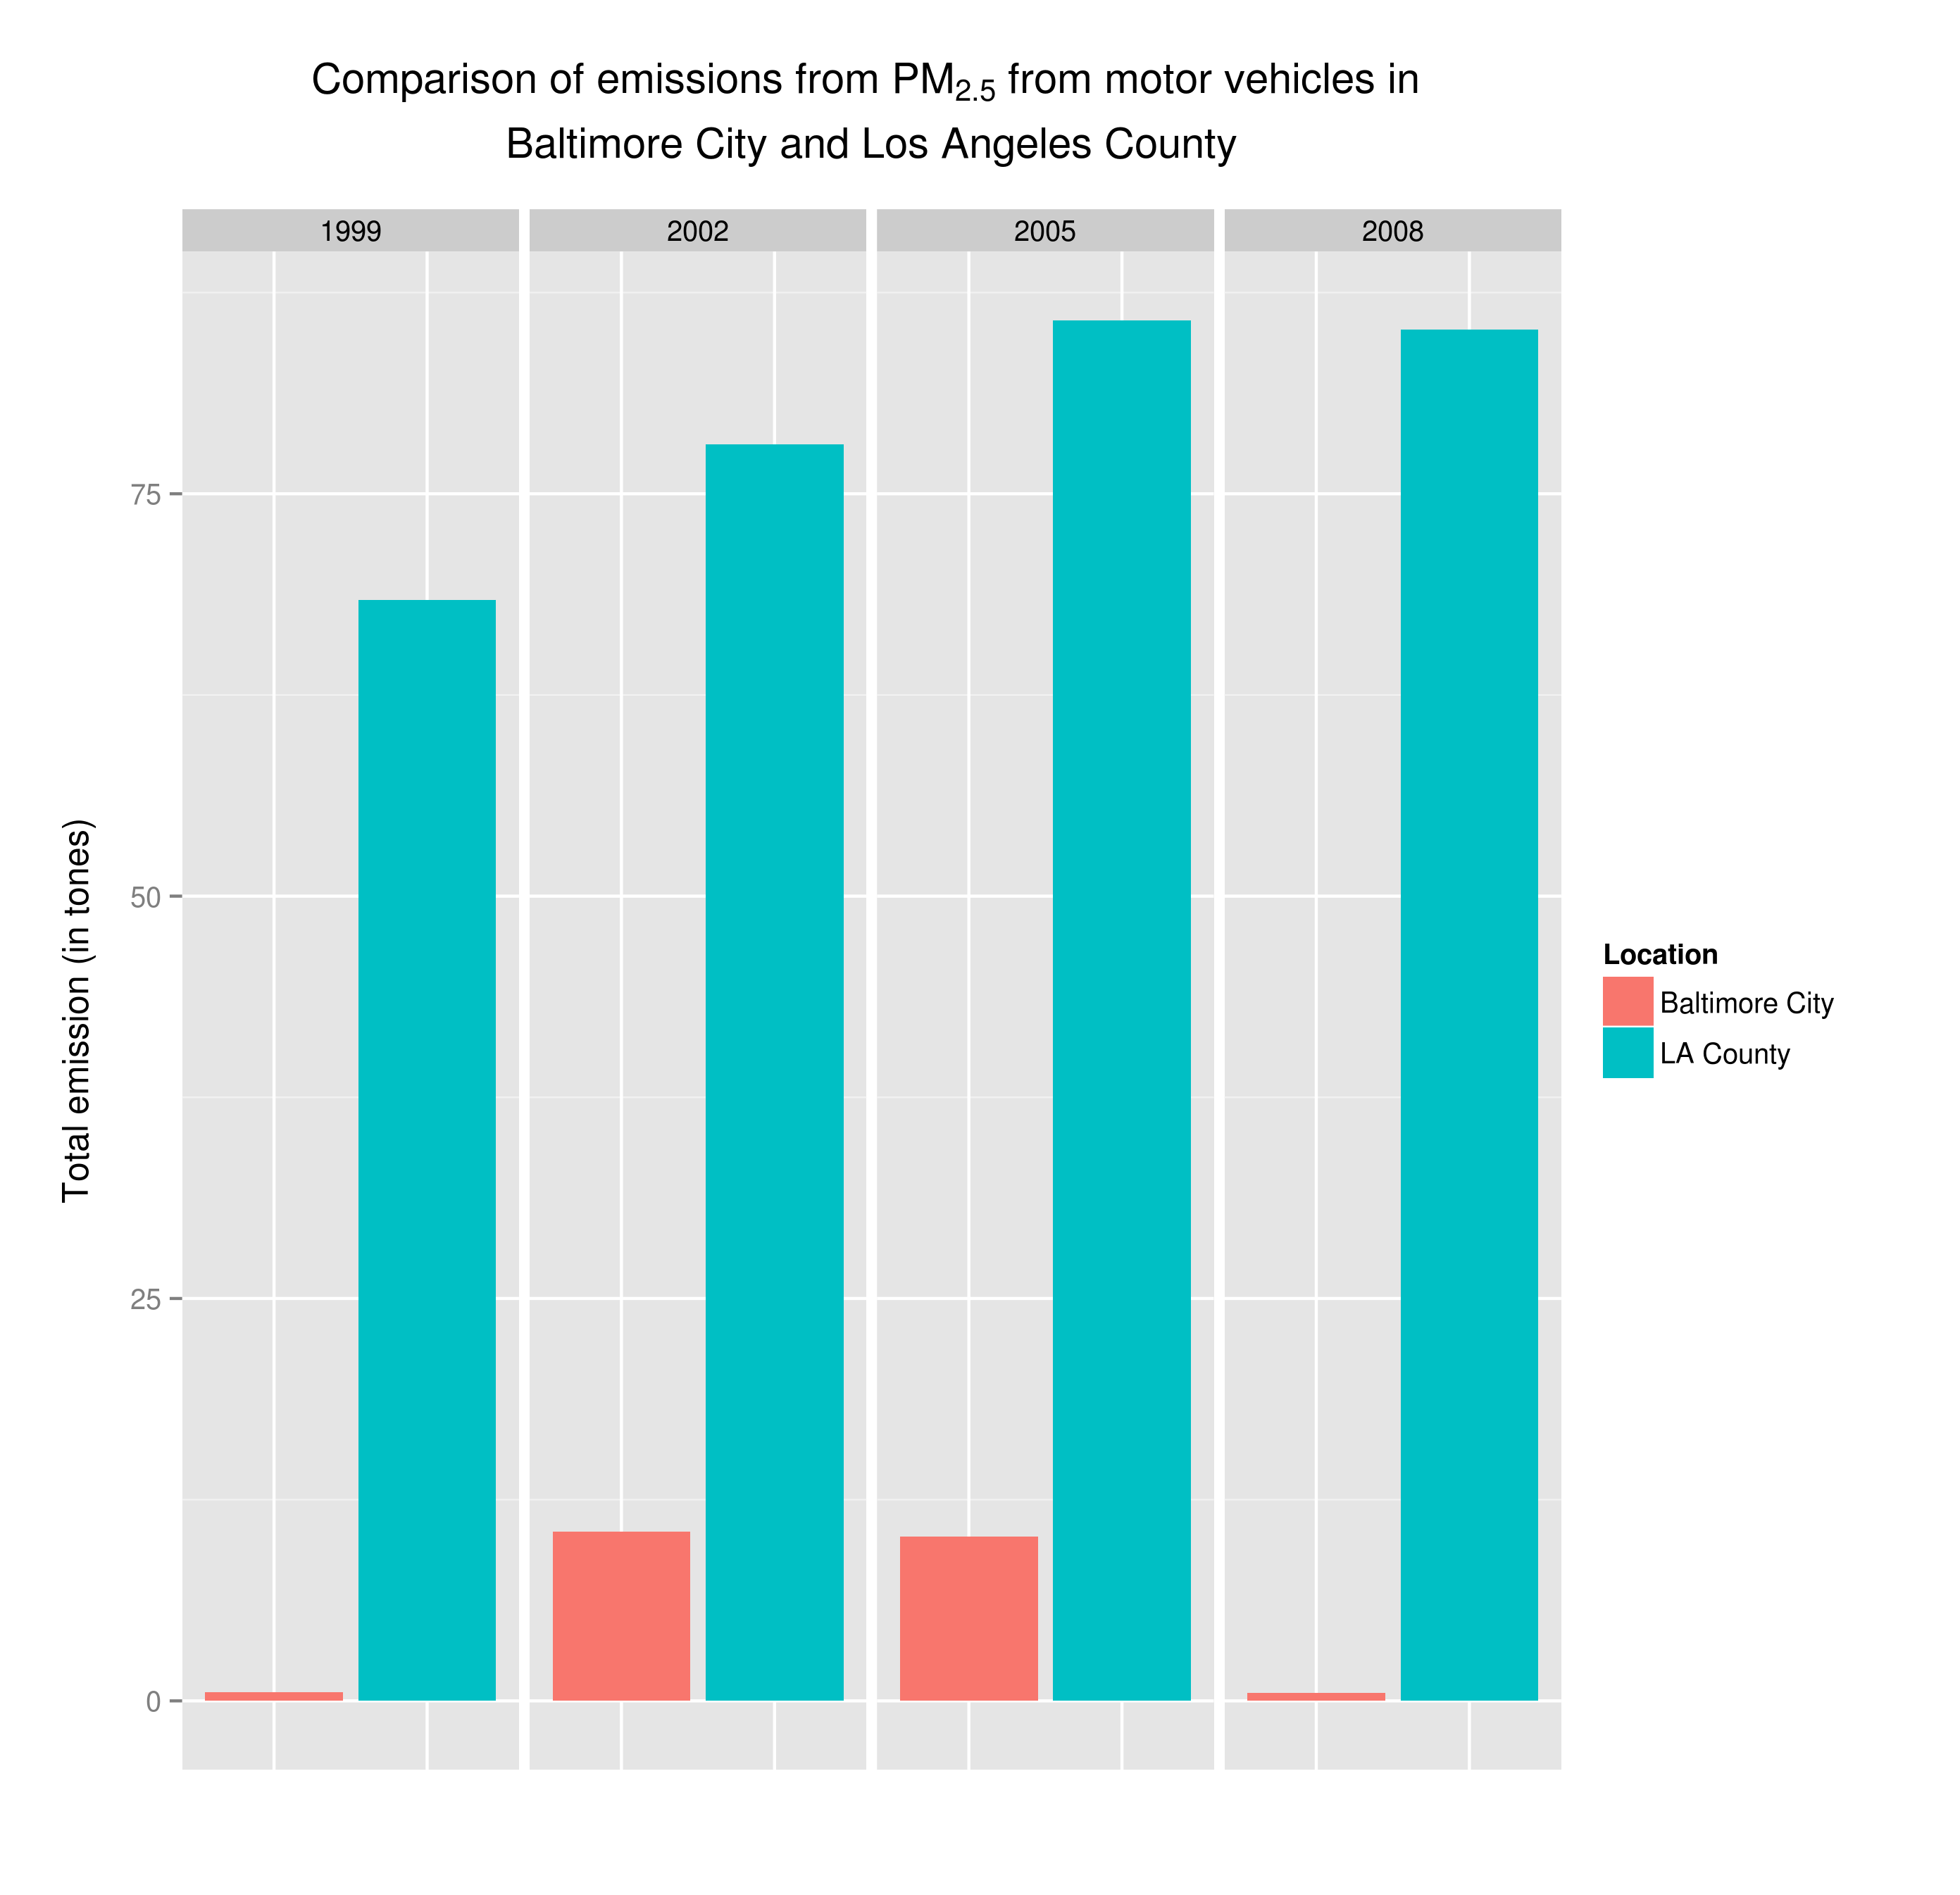 Comparison of emissions from PM2.5 from motor vehicles in
Baltimore City and Los Angeles County
1999 2002 2005 2008
75
50
25
0
Total emission (in tones)
Location
Baltimore City
LA County